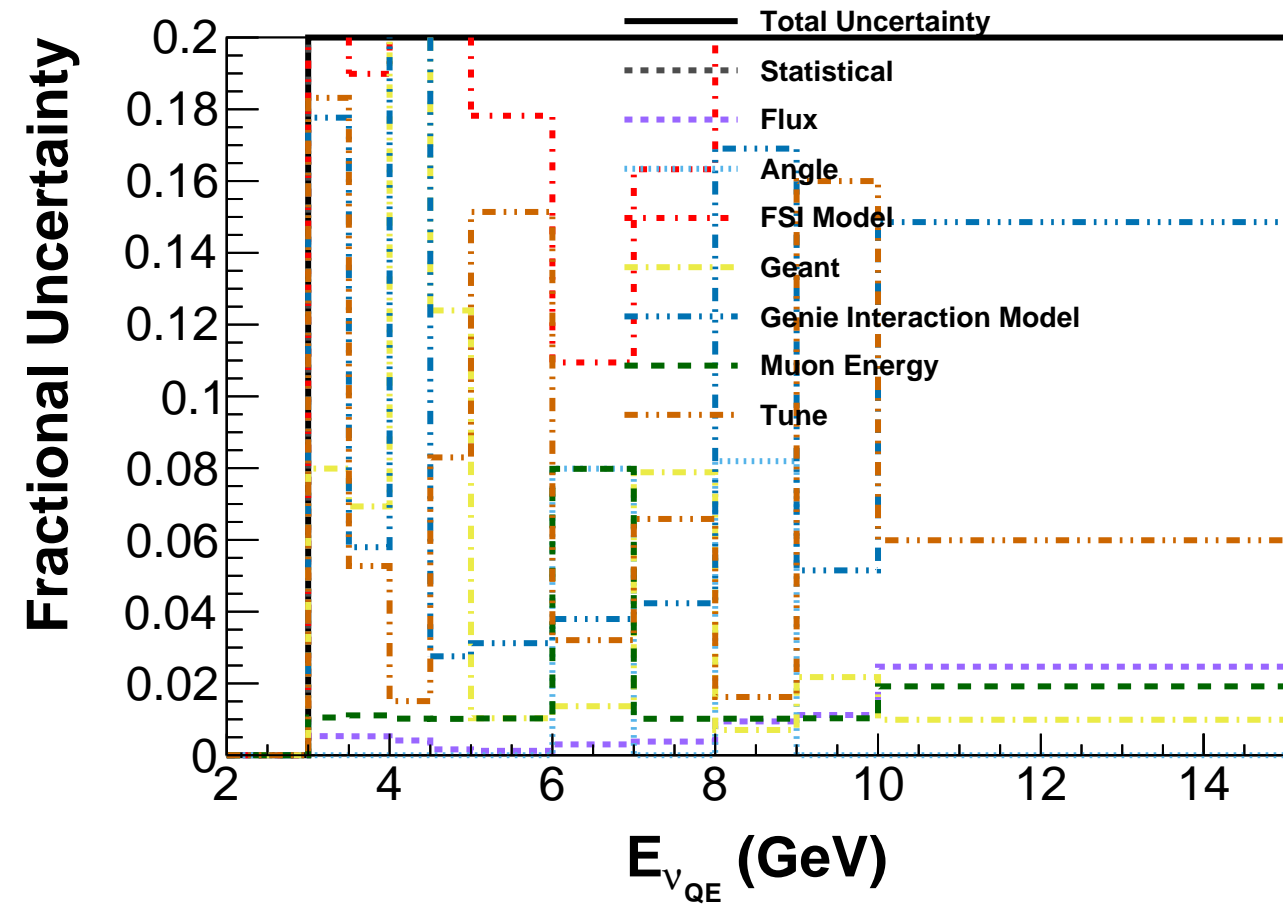 Total Uncertainty
Statistical
Flux
Angle
FSI Model
Geant
Genie Interaction Model
Muon Energy
Tune
Fractional Uncertainty
0.2
0.18
0.16
0.14
0.12
0.1
0.08
0.06
0.04
0.02
0
2 4 6 8 10 12 14
E_ν_QE (GeV)